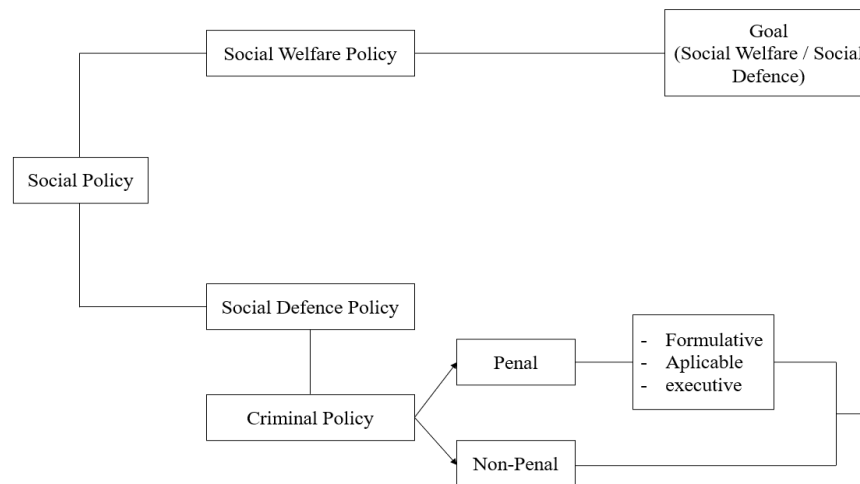 Goal
(Social Welfare / Social
Defence)
Social Welfare Policy
Social Policy
Social Defence Policy
- Formulative
- Aplicable
- executive
Penal
Criminal Policy
Non-Penal